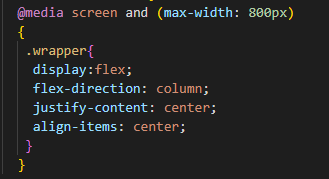 @media screen and (max-width: 800px)
{
.wrapper{
display:flex;
flex-direction: column;
justify-content: center;
align-items: center;
}
}